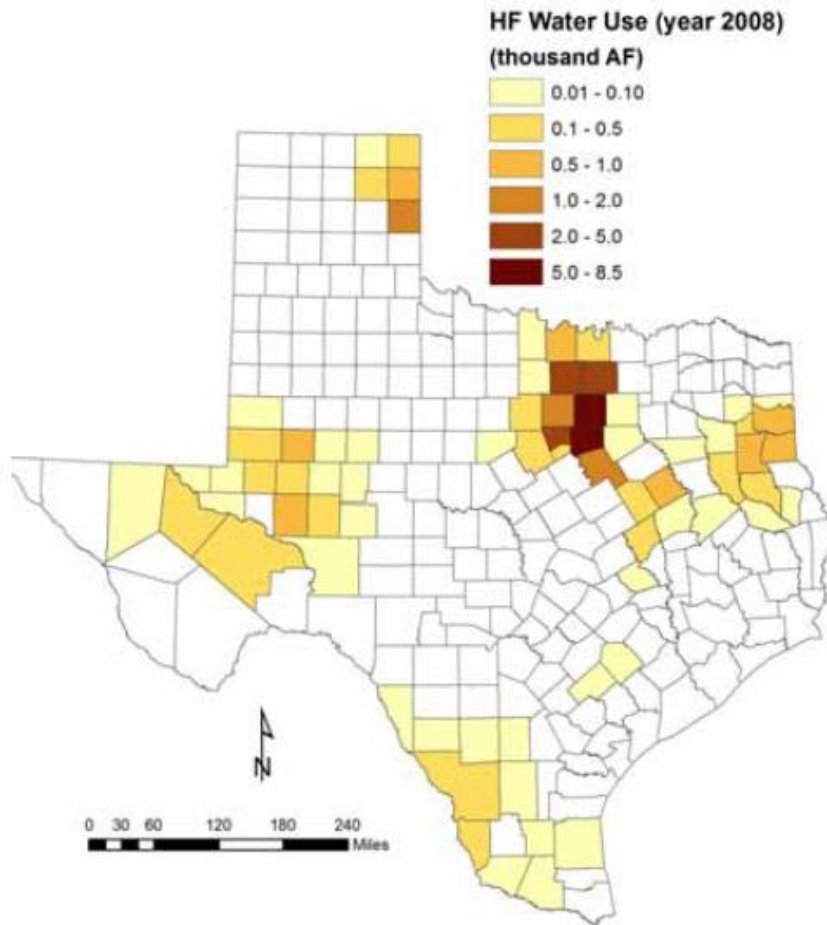 HF Water Use (year 2008)
(thousand AF)
0.01 - 0.10
0.1 - 0.5
0.5 - 1.0
1.0 - 2.0
2.0 - 5.0
5.0 - 8.5
N
0 30 60 120 180 240
Miles